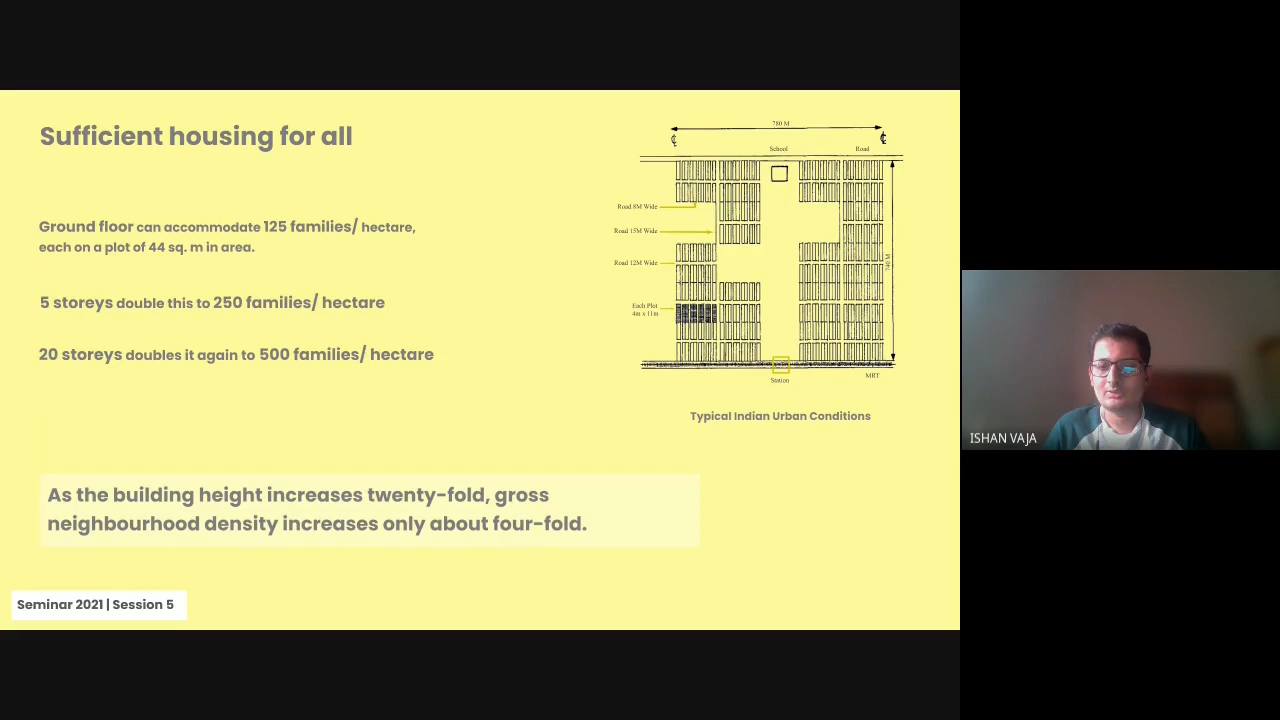 Sufficient housing for all
Ground floor can accommodate 125 families/ hectare,
each on a plot of 44 sq. m in area.
5 storeys double this to 250 families/ hectare
20 storeys doubles it again to 500 families/ hectare
As the building height increases twenty-fold, gross
neighbourhood density increases only about four-fold.
Seminar 2021 | Session 5
780 M
School
Road
Road 8M Wide
Road 15M Wide
Road 12M Wide
Each Plot
4m x 11m
Station
MRT
Typical Indian Urban Conditions
ISHAN VAJA